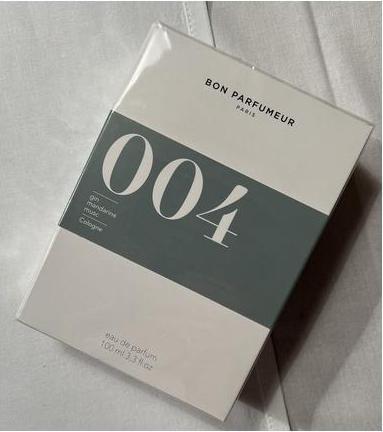 BON PARFUMEUR
PARIS
004
gin
mandarine
musc
Cologne
eau de parfum
100 ml 3,3 fl.oz